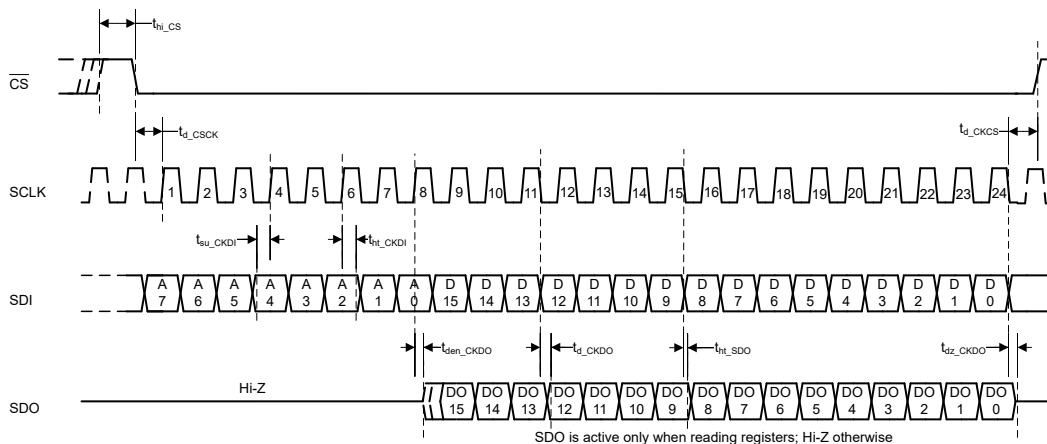 t_hi_CS
CS
t_d_CSCK
t_d_CKCS
SCLK
1 2 3 4 5 6 7 8 9 10 11 12 13 14 15 16 17 18 19 20 21 22 23 24
t_su_CKDI
t_ht_CKDI
SDI
A A A A A A A A D D D D D D D D D D D D D D D D
7 6 5 4 3 2 1 0 15 14 13 12 11 10 9 8 7 6 5 4 3 2 1 0
t_den_CKDO
t_d_CKDO
t_ht_SDO
t_dz_CKDO
Hi-Z
SDO
DO DO DO DO DO DO DO DO DO DO DO DO DO DO DO DO
15 14 13 12 11 10 9 8 7 6 5 4 3 2 1 0
SDO is active only when reading registers; Hi-Z otherwise